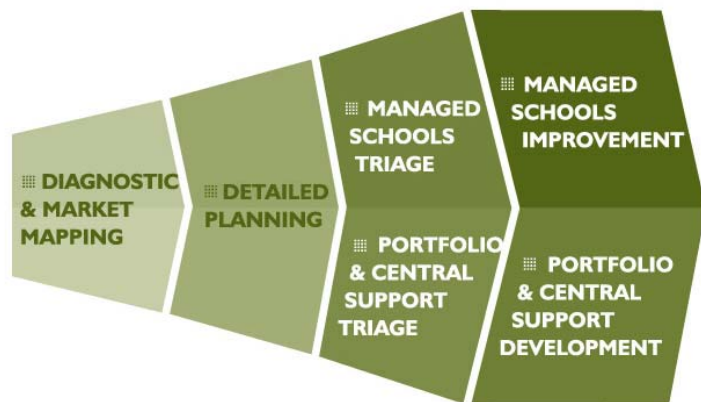 DIAGNOSTIC
& MARKET
MAPPING
DETAILED
PLANNING
MANAGED
SCHOOLS
TRIAGE
PORTFOLIO
& CENTRAL
SUPPORT
TRIAGE
MANAGED
SCHOOLS
IMPROVEMENT
PORTFOLIO
& CENTRAL
SUPPORT
DEVELOPMENT